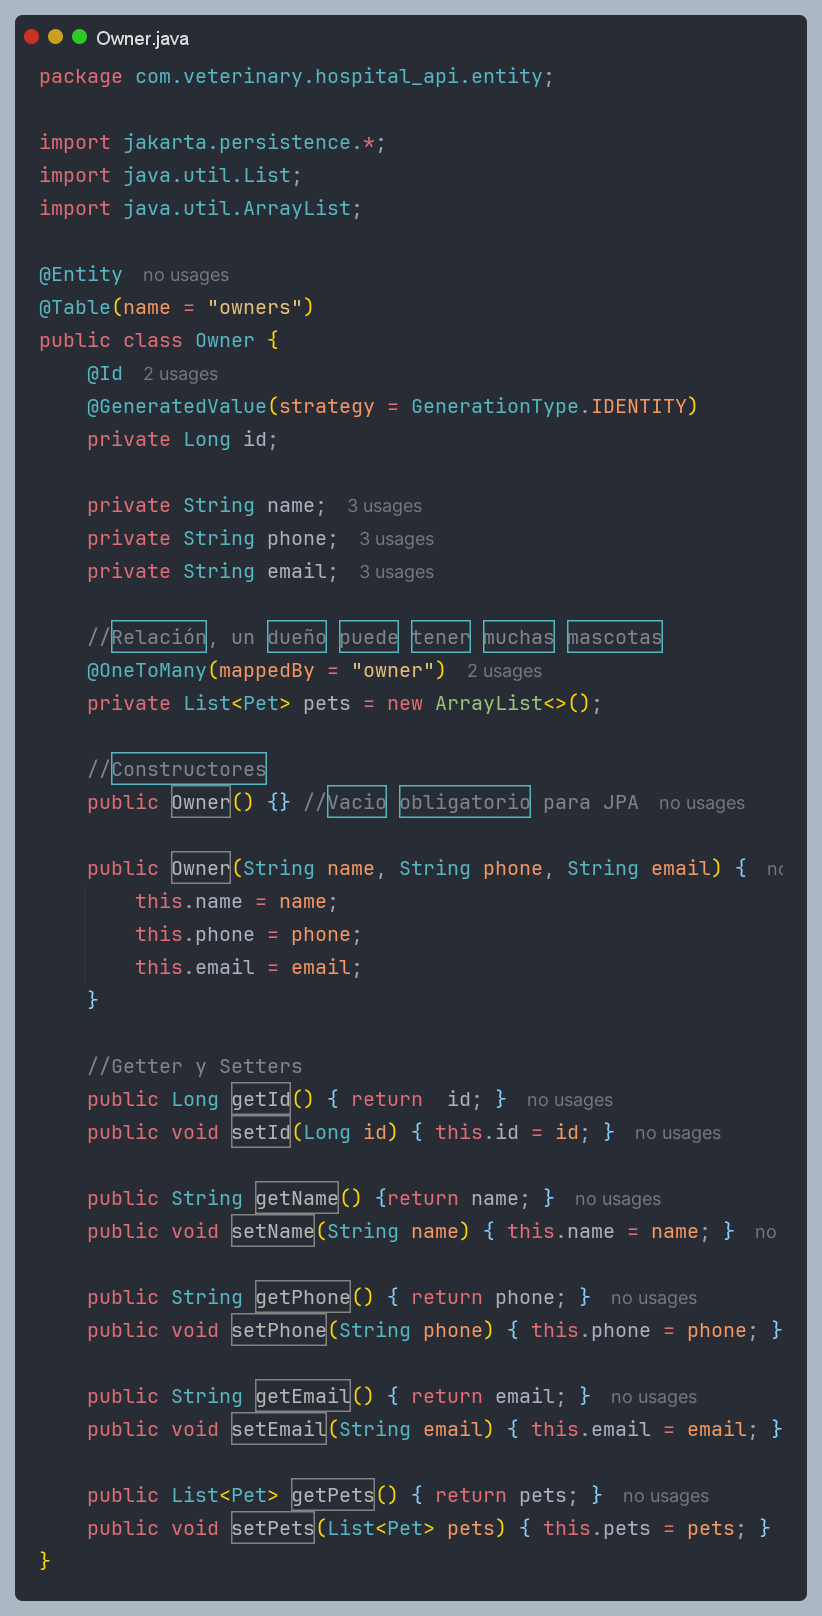 Owner.java
package com.veterinary.hospital_api.entity;
import jakarta.persistence.*;
import java.util.List;
import java.util.ArrayList;
@Entity no usages
@Table(name = "owners")
public class Owner {
@Id 2 usages
@GeneratedValue(strategy = GenerationType.IDENTITY)
private Long id;
private String name; 3 usages
private String phone; 3 usages
private String email; 3 usages
//Relación, un dueño puede tener muchas mascotas
@OneToMany(mappedBy = "owner") 2 usages
private List<Pet> pets = new ArrayList<>();
//Constructores
public Owner() {} //Vacio obligatorio para JPA no usages
public Owner(String name, String phone, String email) { no
this.name = name;
this.phone = phone;
this.email = email;
}
//Getter y Setters
public Long getId() { return  id; } no usages
public void setId(Long id) { this.id = id; } no usages
public String getName() {return name; } no usages
public void setName(String name) { this.name = name; } no
public String getPhone() { return phone; } no usages
public void setPhone(String phone) { this.phone = phone; }
public String getEmail() { return email; } no usages
public void setEmail(String email) { this.email = email; }
public List<Pet> getPets() { return pets; } no usages
public void setPets(List<Pet> pets) { this.pets = pets; }
}